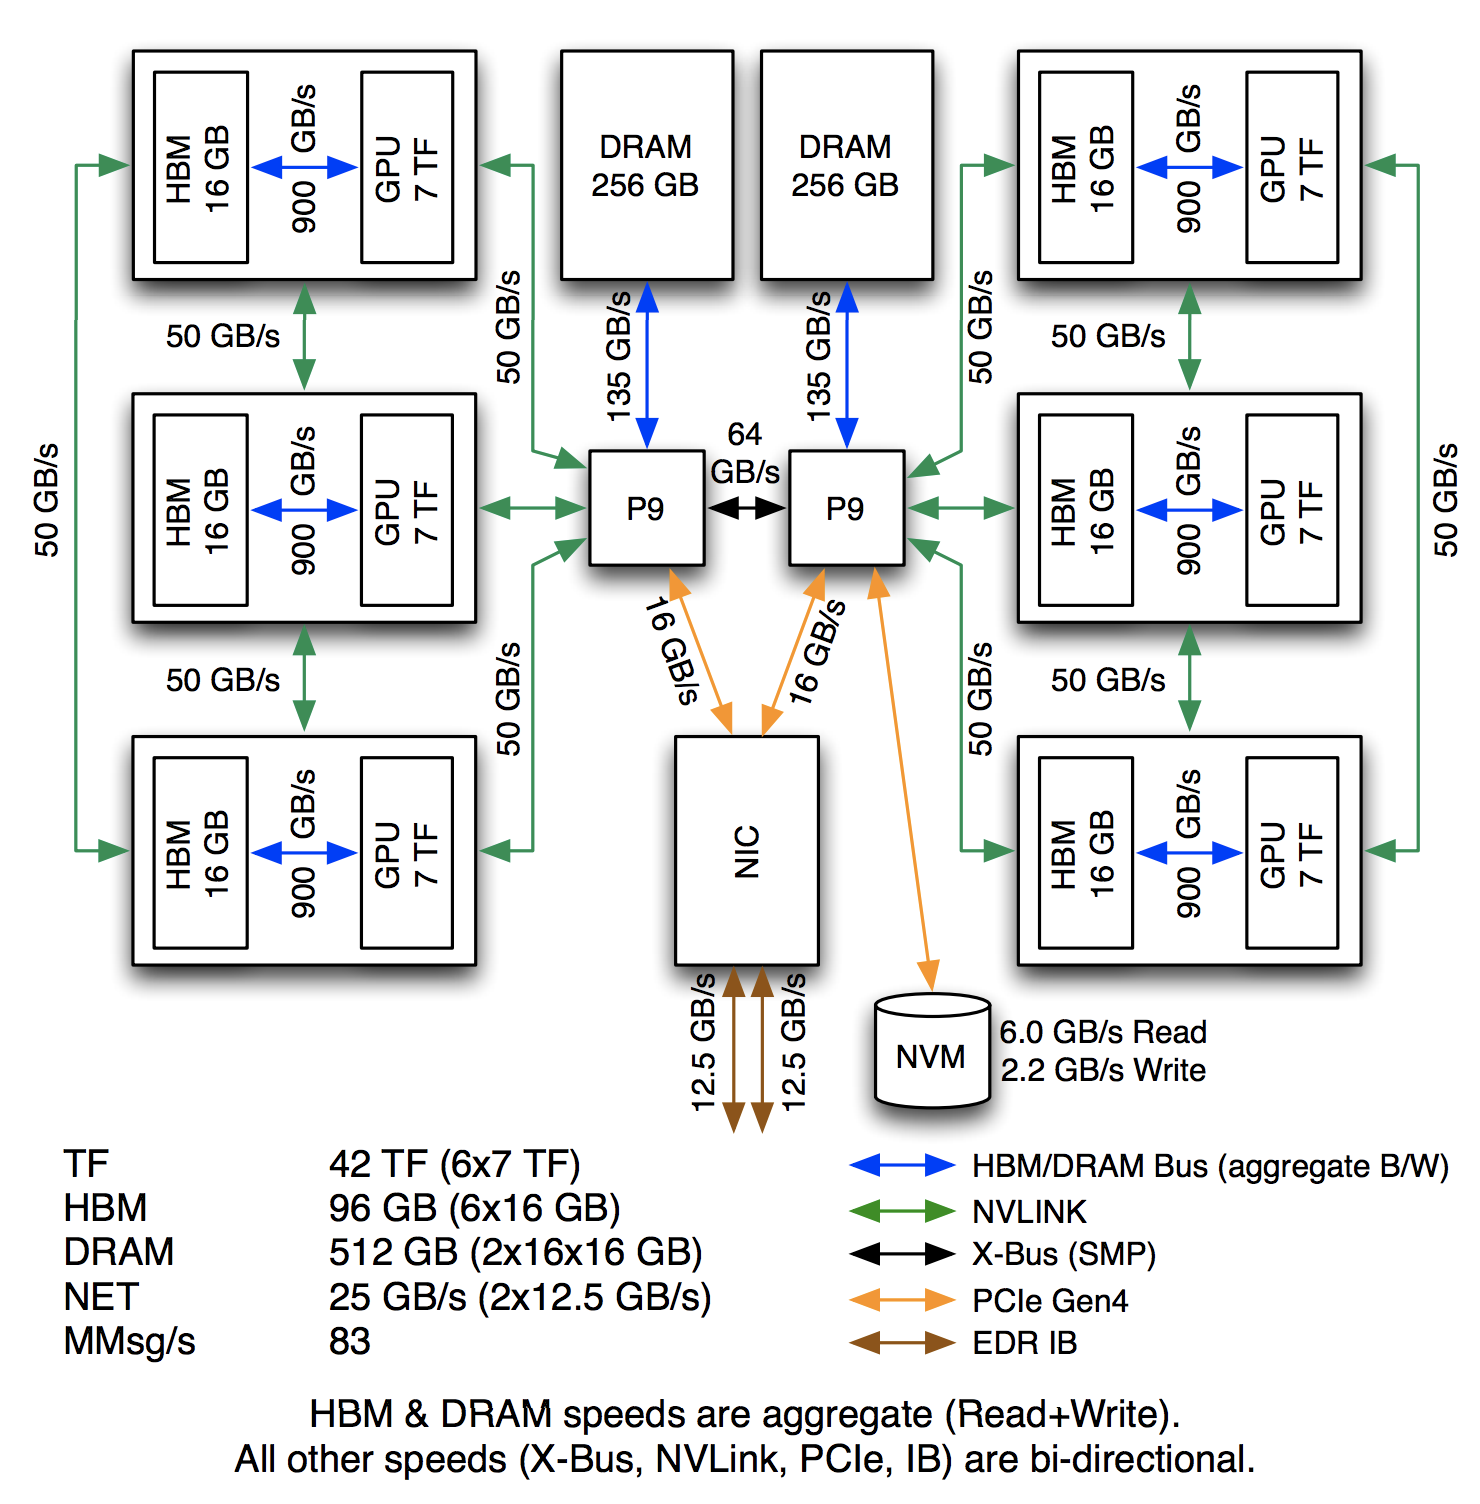 HBM
16 GB
900 GB/s
GPU
7 TF
DRAM
256 GB
DRAM
256 GB
HBM
16 GB
900 GB/s
GPU
7 TF
50 GB/s
50 GB/s
135 GB/s
135 GB/s
50 GB/s
50 GB/s
50 GB/s
HBM
16 GB
900 GB/s
GPU
7 TF
P9
64
GB/s
P9
HBM
16 GB
900 GB/s
GPU
7 TF
50 GB/s
50 GB/s
50 GB/s
16 GB/s
16 GB/s
50 GB/s
50 GB/s
HBM
16 GB
900 GB/s
GPU
7 TF
NIC
HBM
16 GB
900 GB/s
GPU
7 TF
12.5 GB/s
12.5 GB/s
NVM
6.0 GB/s Read
2.2 GB/s Write
TF 42 TF (6x7 TF)
HBM 96 GB (6x16 GB)
DRAM 512 GB (2x16x16 GB)
NET 25 GB/s (2x12.5 GB/s)
MMsg/s 83
HBM/DRAM Bus (aggregate B/W)
NVLINK
X-Bus (SMP)
PCIe Gen4
EDR IB
HBM & DRAM speeds are aggregate (Read+Write).
All other speeds (X-Bus, NVLink, PCIe, IB) are bi-directional.